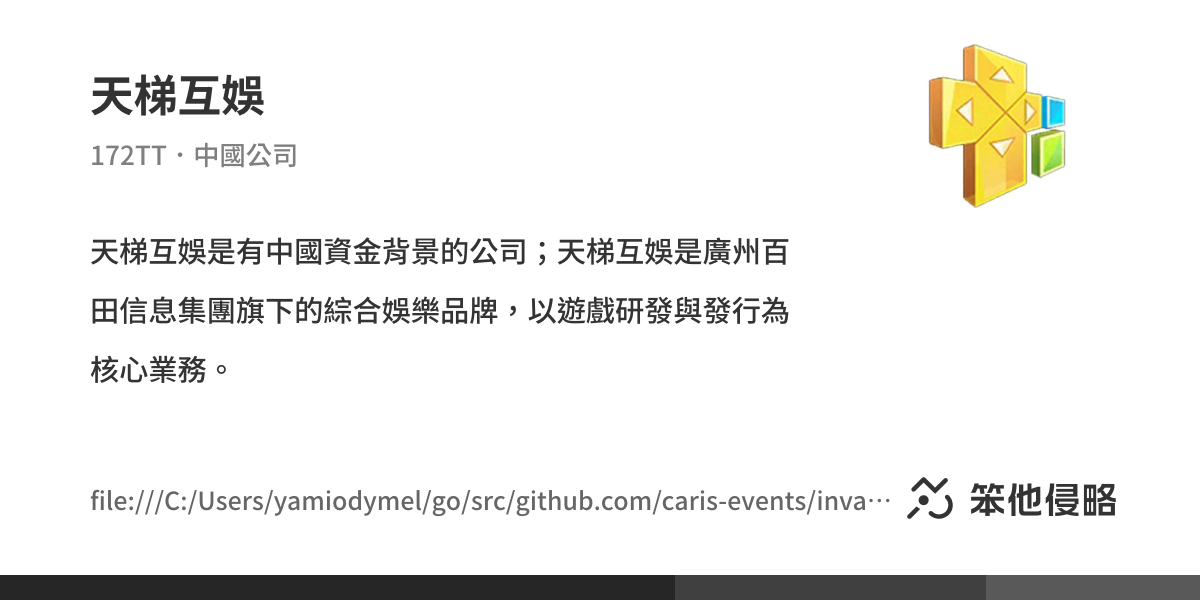 天梯互娛
172TT・中國公司
天梯互娛是有中國資金背景的公司；天梯互娛是廣州百
田信息集團旗下的綜合娛樂品牌，以遊戲研發與發行為
核心業務。
file:///C:/Users/yamiodymel/go/src/github.com/caris-events/inva…
笨他侵略